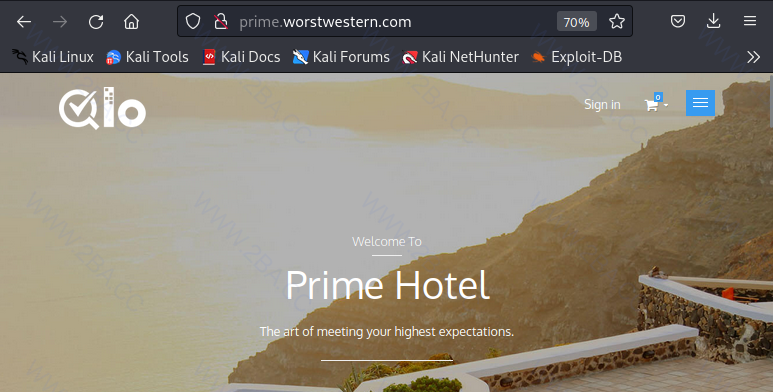 prime.worstwestern.com
70%
Kali Linux
Kali Tools
Kali Docs
Kali Forums
Kali NetHunter
Exploit-DB
Qlo
Sign in
0
Welcome To
Prime Hotel
The art of meeting your highest expectations.